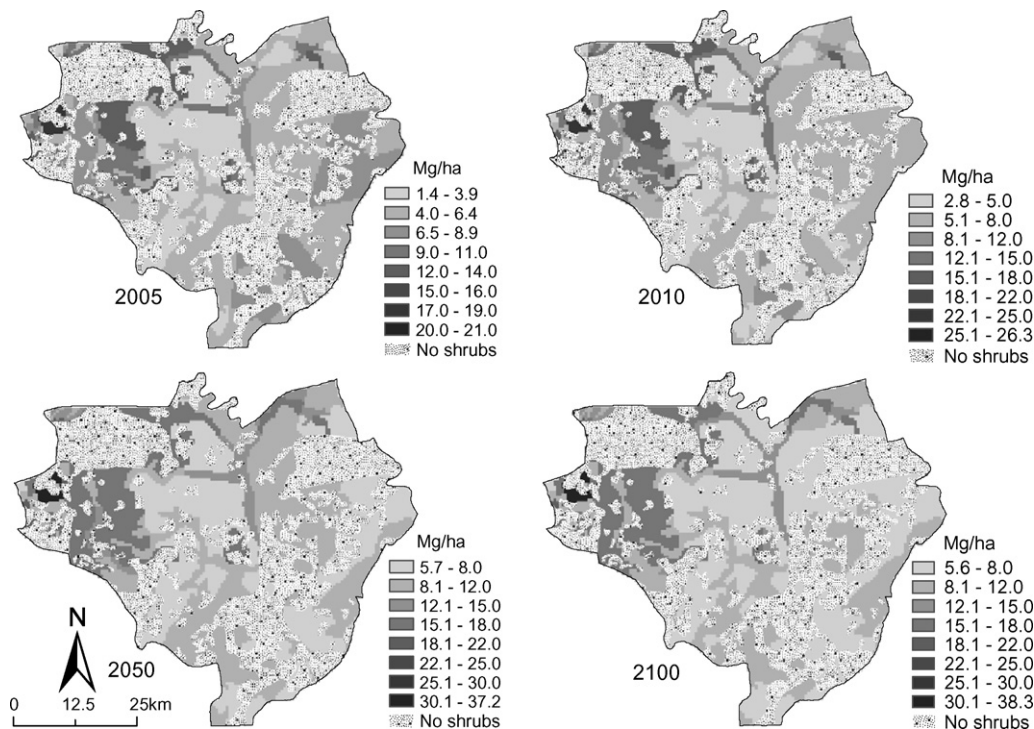 Mg/ha
1.4 - 3.9
4.0 - 6.4
6.5 - 8.9
9.0 - 11.0
12.0 - 14.0
15.0 - 16.0
17.0 - 19.0
20.0 - 21.0
No shrubs
2005
Mg/ha
2.8 - 5.0
5.1 - 8.0
8.1 - 12.0
12.1 - 15.0
15.1 - 18.0
18.1 - 22.0
22.1 - 25.0
25.1 - 26.3
No shrubs
2010
Mg/ha
5.7 - 8.0
8.1 - 12.0
12.1 - 15.0
15.1 - 18.0
18.1 - 22.0
22.1 - 25.0
25.1 - 30.0
30.1 - 37.2
No shrubs
2050
N
0 12.5 25km
Mg/ha
5.6 - 8.0
8.1 - 12.0
12.1 - 15.0
15.1 - 18.0
18.1 - 22.0
22.1 - 25.0
25.1 - 30.0
30.1 - 38.3
No shrubs
2100